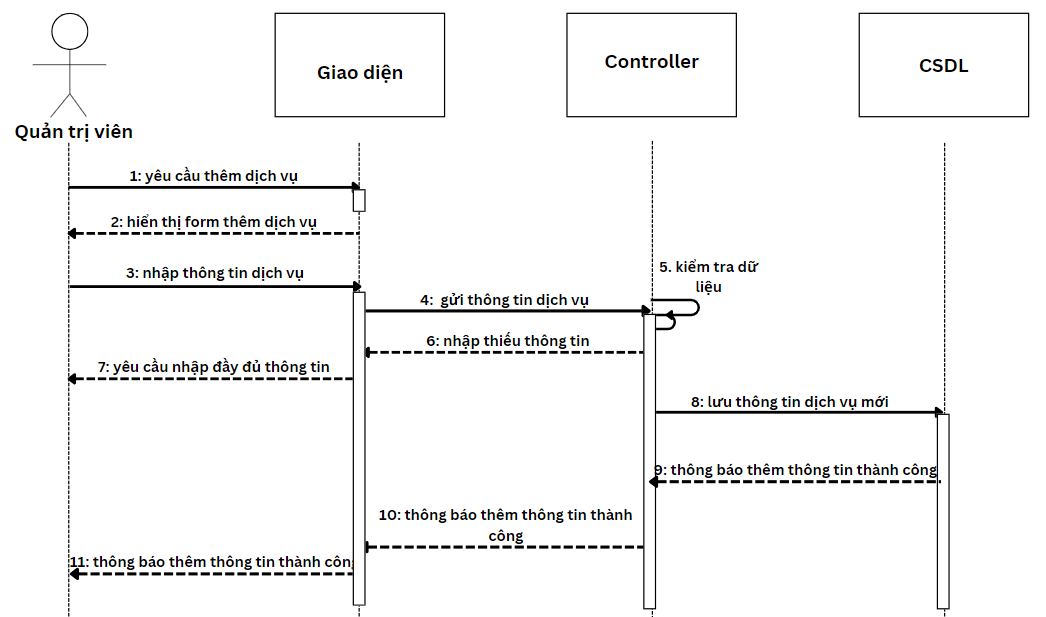 Giao diện
Controller
CSDL
Quản trị viên
1: yêu cầu thêm dịch vụ
2: hiển thị form thêm dịch vụ
3: nhập thông tin dịch vụ
5. kiểm tra dữ
liệu
4:  gửi thông tin dịch vụ
6: nhập thiếu thông tin
7: yêu cầu nhập đầy đủ thông tin
8: lưu thông tin dịch vụ mới
9: thông báo thêm thông tin thành công
10: thông báo thêm thông tin thành
công
11: thông báo thêm thông tin thành công